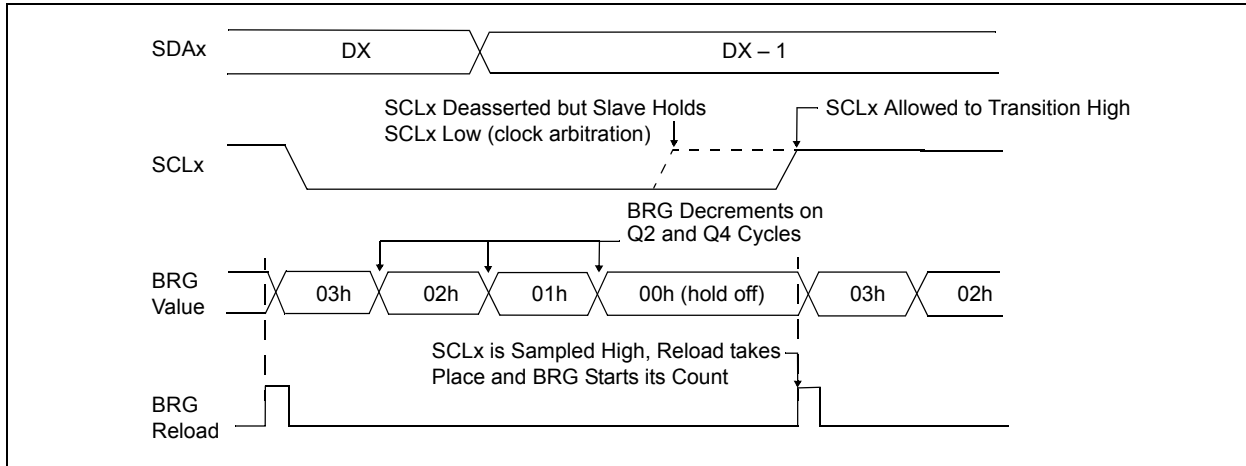 SDAx
DX
DX – 1
SCLx Deasserted but Slave Holds
SCLx Low (clock arbitration)
SCLx Allowed to Transition High
SCLx
BRG Decrements on
Q2 and Q4 Cycles
BRG
Value
03h
02h
01h
00h (hold off)
03h
02h
SCLx is Sampled High, Reload takes
Place and BRG Starts its Count
BRG
Reload